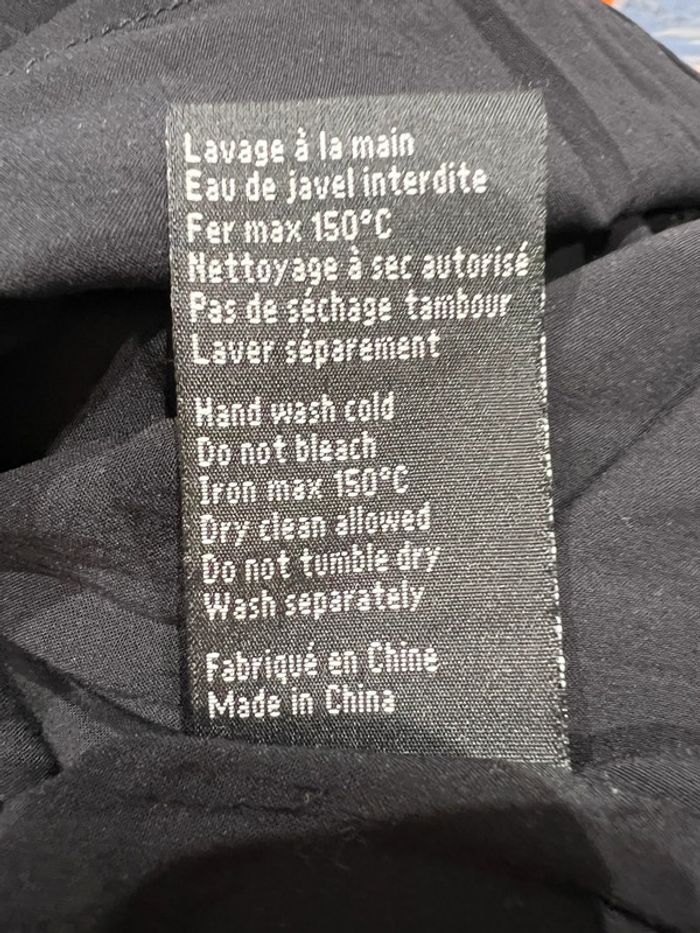 Lavage à la main
Eau de javel interdite
Fer max 150°C
Nettoyage à sec autorisé
Pas de séchage tambour
Laver séparement
Hand wash cold
Do not bleach
Iron max 150°C
Dry clean allowed
Do not tumble dry
Wash separately
Fabriqué en Chine
Made in China